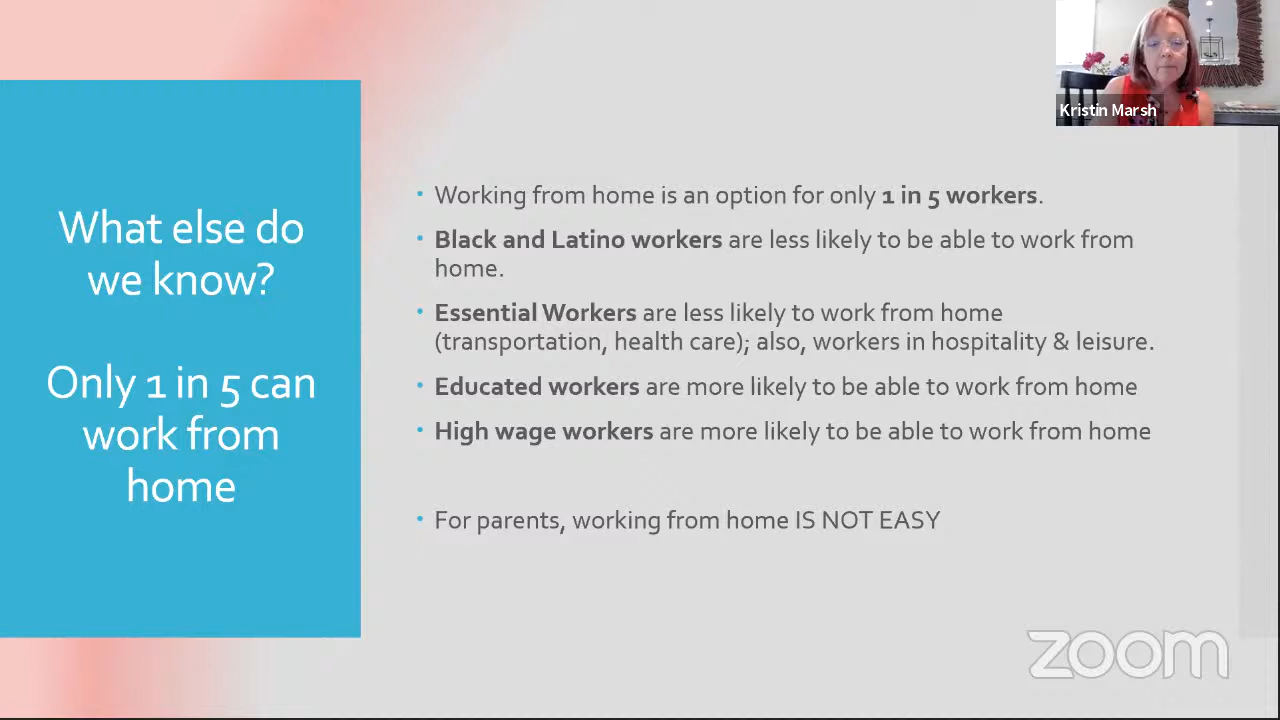 Kristin Marsh
What else do
we know?
Only 1 in 5 can
work from
home
• Working from home is an option for only 1 in 5 workers.
• Black and Latino workers are less likely to be able to work from
home.
• Essential Workers are less likely to work from home
(transportation, health care); also, workers in hospitality & leisure.
• Educated workers are more likely to be able to work from home
• High wage workers are more likely to be able to work from home
• For parents, working from home IS NOT EASY
zoom